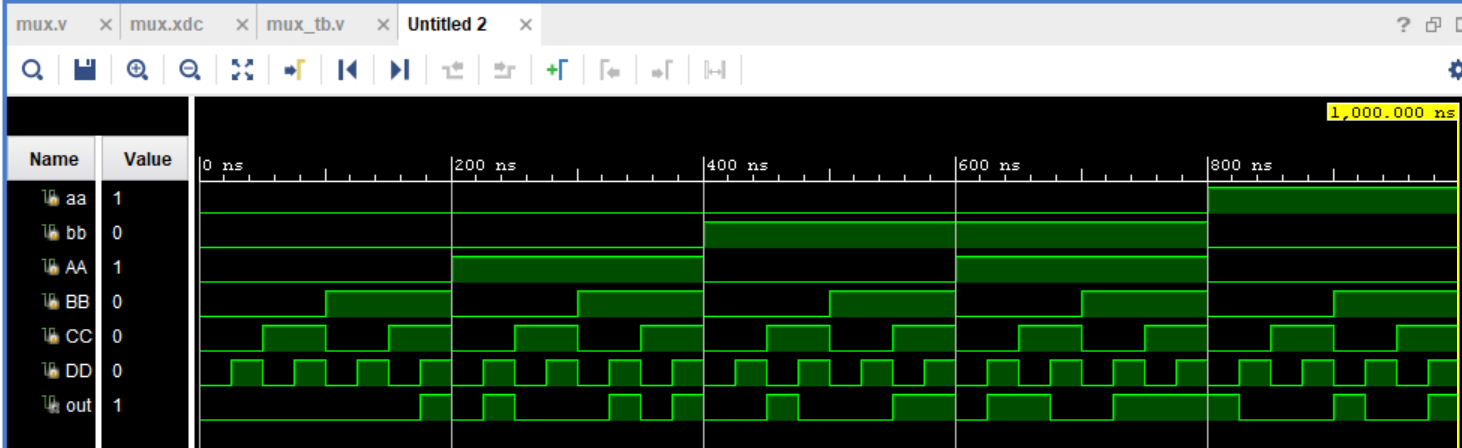 mux.v × mux.xdc × mux_tb.v × Untitled 2 ×
?
1,000.000 ns
Name Value 0 ns 200 ns 400 ns 600 ns 800 ns
aa 1
bb 0
AA 1
BB 0
CC 0
DD 0
out 1